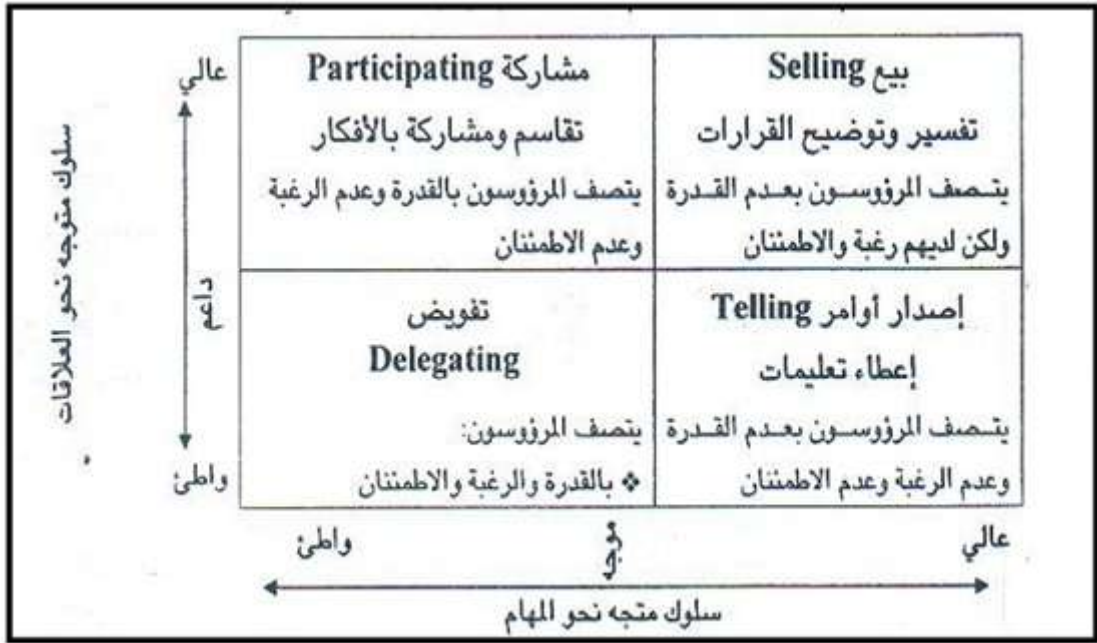 عالي
سلوك متوجه نحو العلاقات
داعم
واطئ
بيع Selling
تفسير وتوضيح القرارات
يتصف المرؤوسون بعدم القدرة
ولكن لديهم رغبة والاطمئنان
مشاركة Participating
تقاسم ومشاركة بالأفكار
يتصف المرؤوسون بالقدرة وعدم الرغبة
وعدم الاطمئنان
إصدار أوامر Telling
إعطاء تعليمات
يتصف المرؤوسون بعدم القدرة
وعدم الرغبة وعدم الاطمئنان
تفويض
Delegating
يتصف المرؤوسون:
❖ بالقدرة والرغبة والاطمئنان
عالي
موجه
واطئ
سلوك متجه نحو المهام